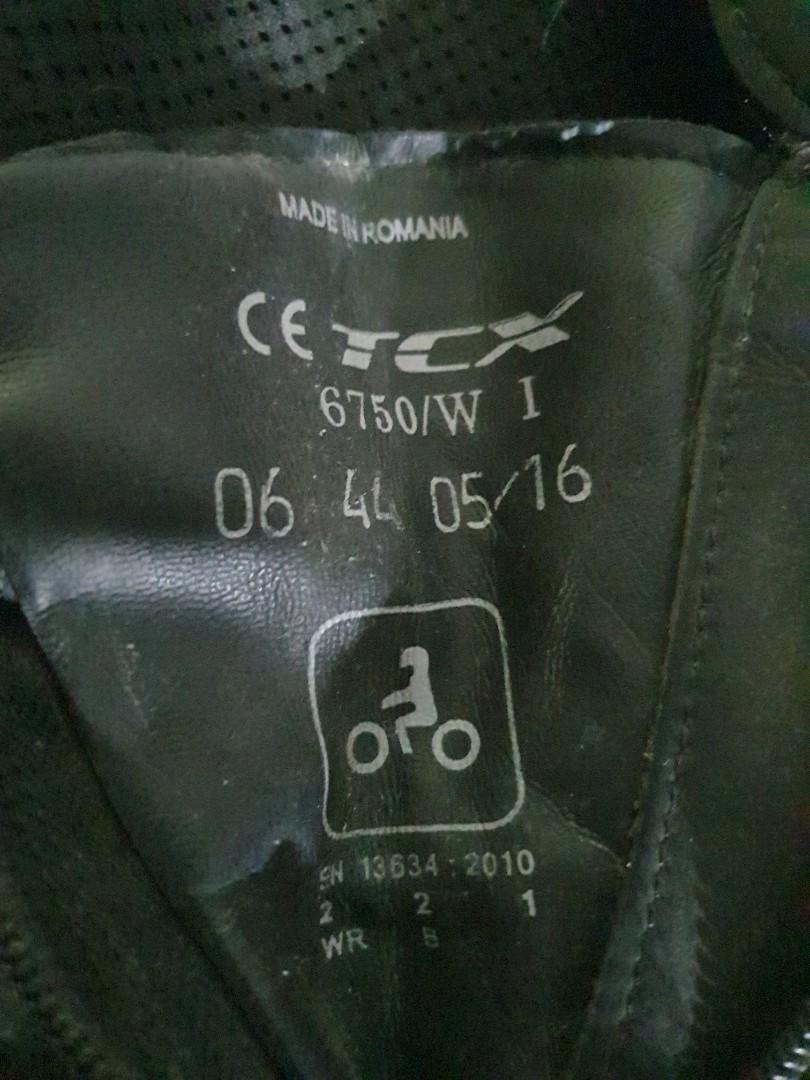 MADE IN ROMANIA
CE TCX
6750/W I
06 44 05/16
EN 13634:2010
2 2 1
WR